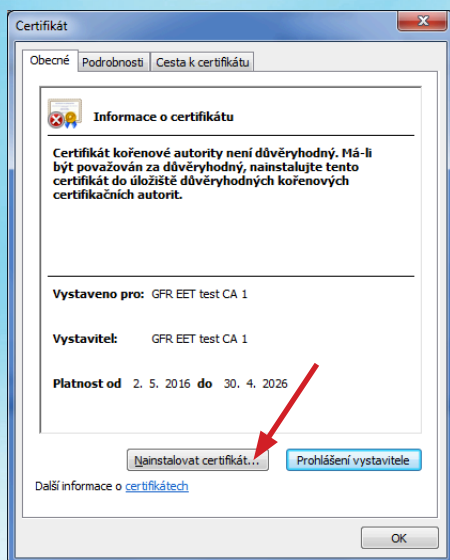 Certifikát
Obecné Podrobnosti Cesta k certifikátu
Informace o certifikátu
Certifikát kořenové autority není důvěryhodný. Má-li
být považován za důvěryhodný, nainstalujte tento
certifikát do úložiště důvěryhodných kořenových
certifikačních autorit.
Vystaveno pro: GFR EET test CA 1
Vystavitel: GFR EET test CA 1
Platnost od 2. 5. 2016 do 30. 4. 2026
Nainstalovat certifikát... Prohlášení vystavitele
Další informace o certifikátech
OK